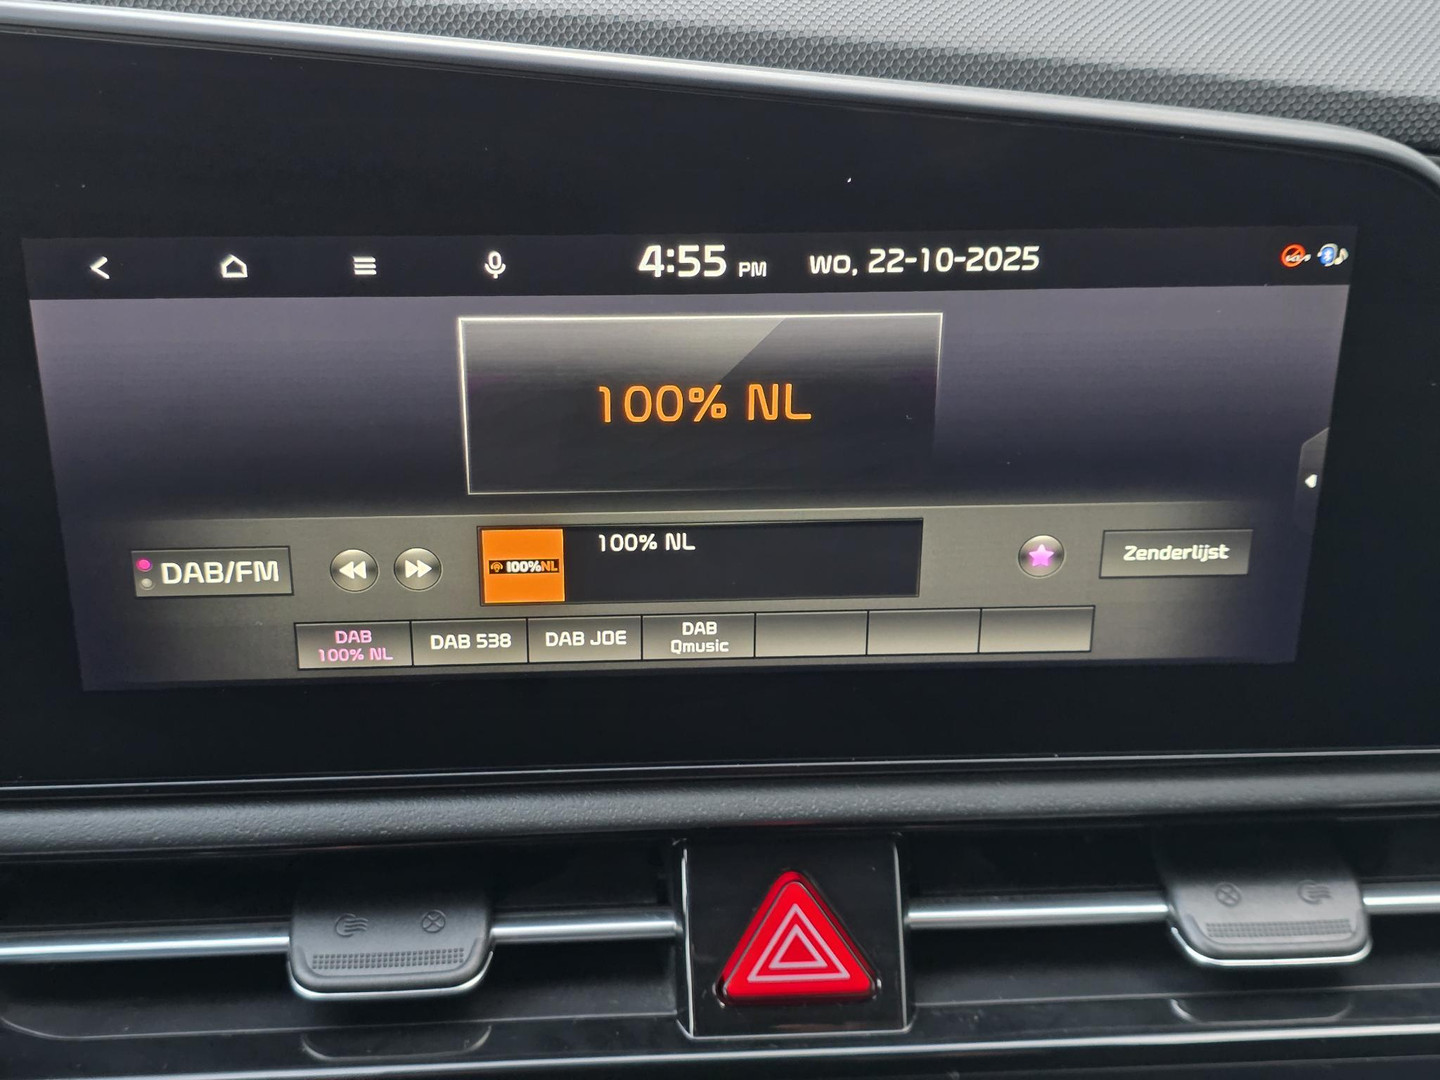 4:55 PM WO, 22-10-2025
100% NL
DAB/FM
100%NL
100% NL
Zenderlijst
DAB
100% NL
DAB 538
DAB JOE
DAB
Qmusic